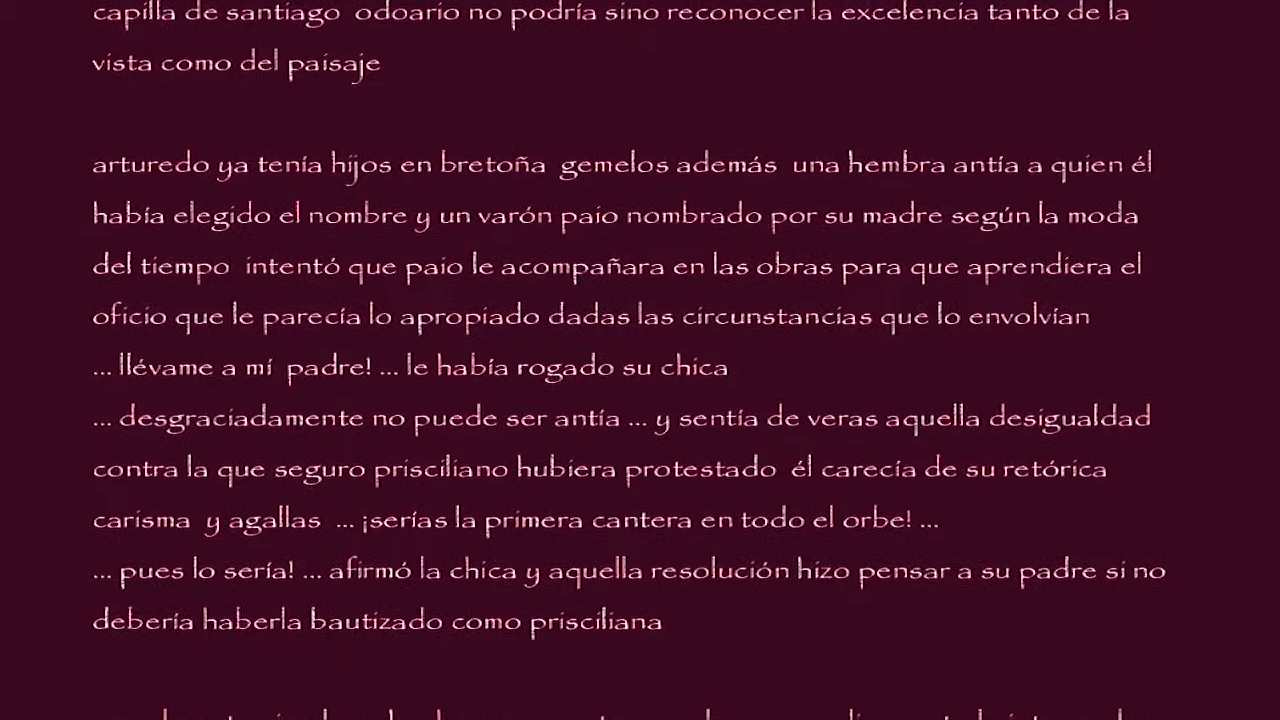 capilla de santiago odoario no podría sino reconocer la excelencia tanto de la
vista como del paisaje
arturedo ya tenía hijos en bretoña gemelos además una hembra antía a quien él
había elegido el nombre y un varón paio nombrado por su madre según la moda
del tiempo intentó que paio le acompañara en las obras para que aprendiera el
oficio que le parecía lo apropiado dadas las circunstancias que lo envolvían
... llévame a mí padre! ... le había rogado su chica
... desgraciadamente no puede ser antía ... y sentía de veras aquella desigualdad
contra la que seguro prisciliano hubiera protestado él carecía de su retórica
carisma y agallas ... ¡serías la primera cantera en todo el orbe! ...
... pues lo sería! ... afirmó la chica y aquella resolución hizo pensar a su padre si no
debería haberla bautizado como prisciliana